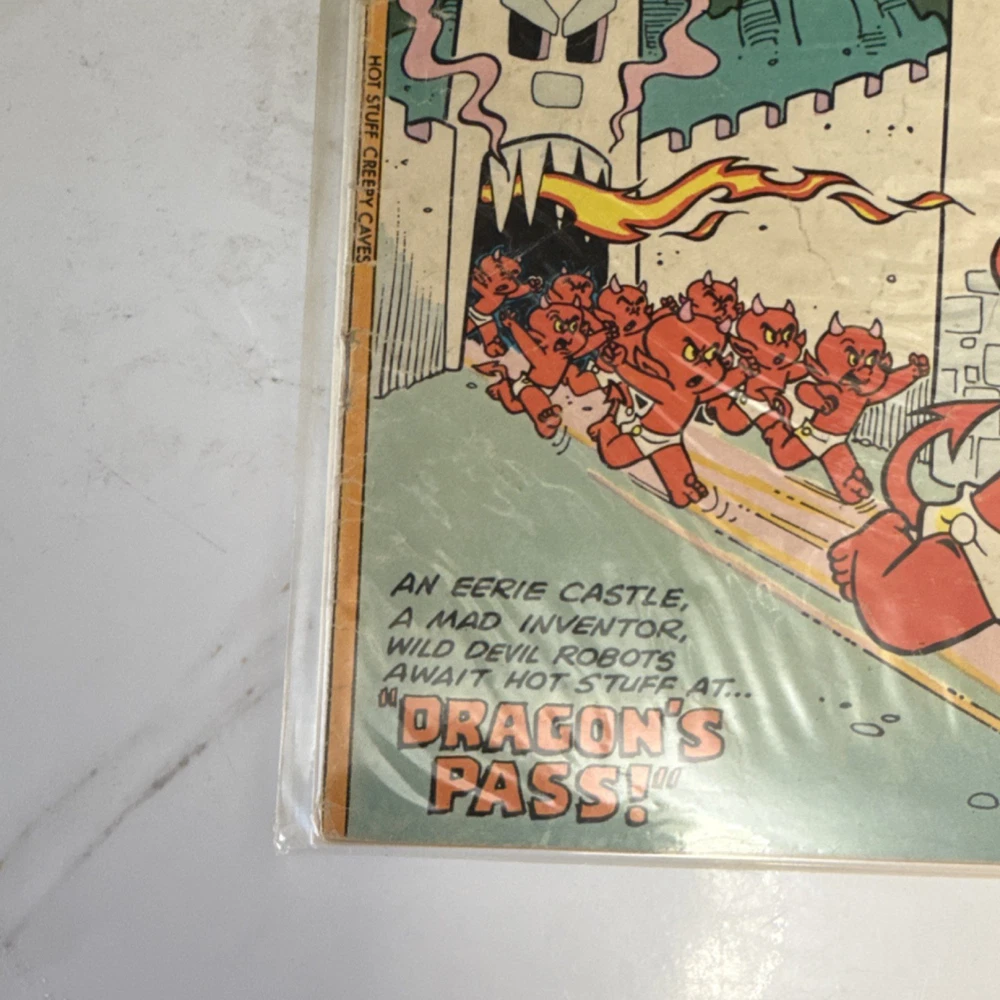 HOT STUFF CREEPY CAVES
AN EERIE CASTLE,
A MAD INVENTOR,
WILD DEVIL ROBOTS
AWAIT HOT STUFF AT...
"DRAGON'S
PASS!"